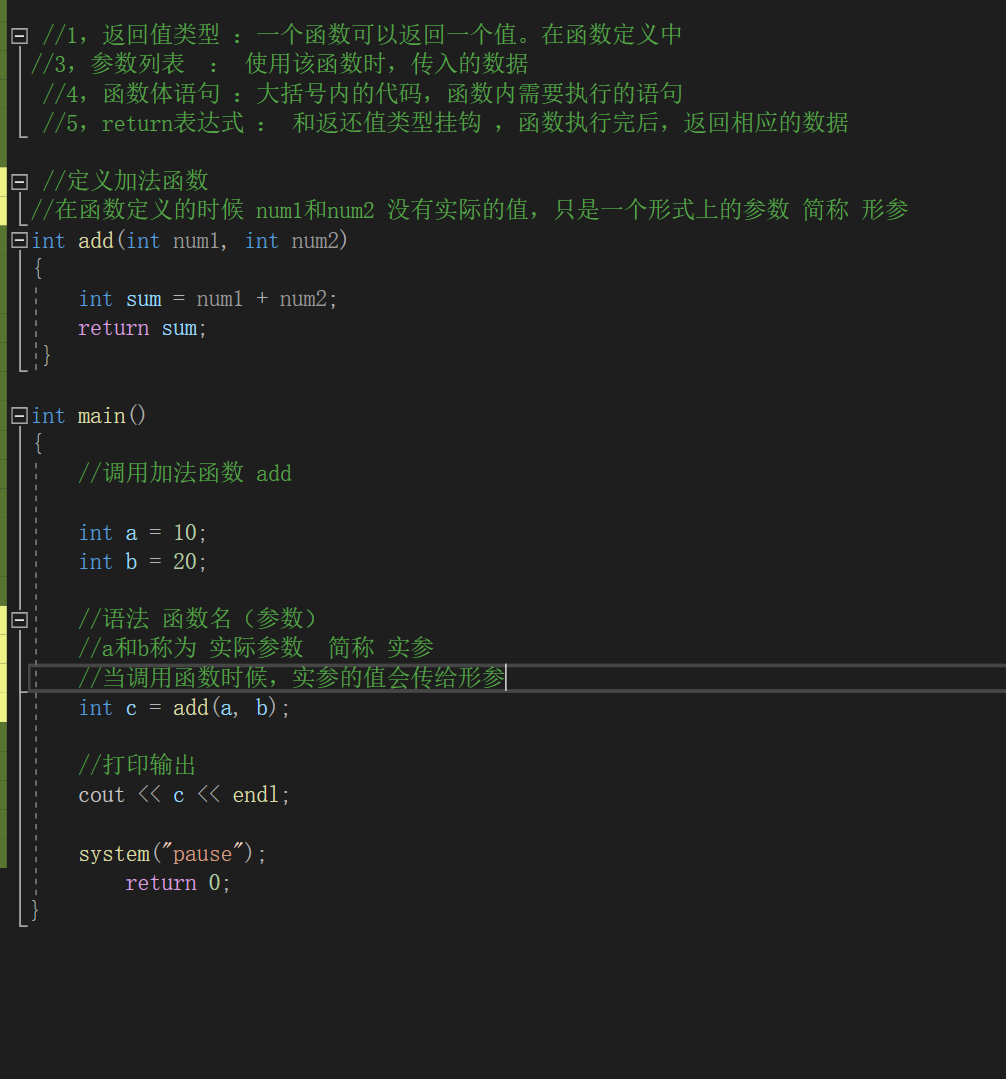 //1，返回值类型 ：一个函数可以返回一个值。在函数定义中
//3，参数列表 ： 使用该函数时，传入的数据
//4，函数体语句 ：大括号内的代码，函数内需要执行的语句
//5，return表达式 ： 和返还值类型挂钩 ，函数执行完后，返回相应的数据
//定义加法函数
//在函数定义的时候 num1和num2 没有实际的值，只是一个形式上的参数 简称 形参
int add(int num1, int num2)
{
int sum = num1 + num2;
return sum;
}
int main()
{
//调用加法函数 add
int a = 10;
int b = 20;
//语法 函数名（参数）
//a和b称为 实际参数 简称 实参
//当调用函数时候，实参的值会传给形参
int c = add(a, b);
//打印输出
cout << c << endl;
system("pause");
return 0;
}